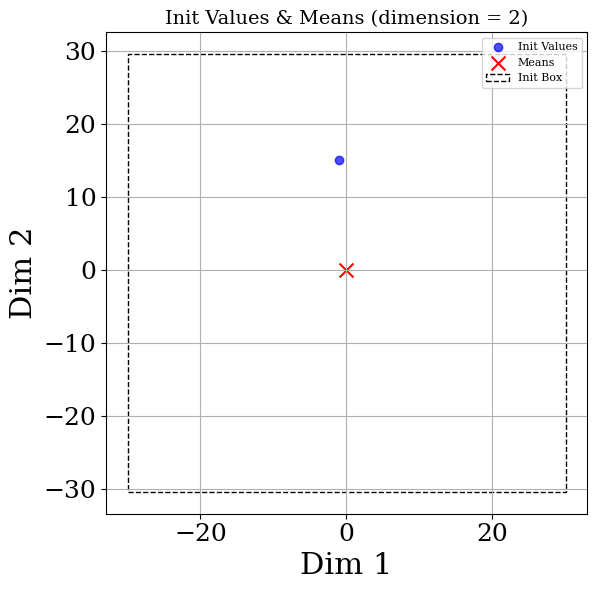 Init Values & Means (dimension = 2)
Init Values
Means
Init Box
30
20
10
0
−10
−20
−30
Dim 2
−20 0 20
Dim 1